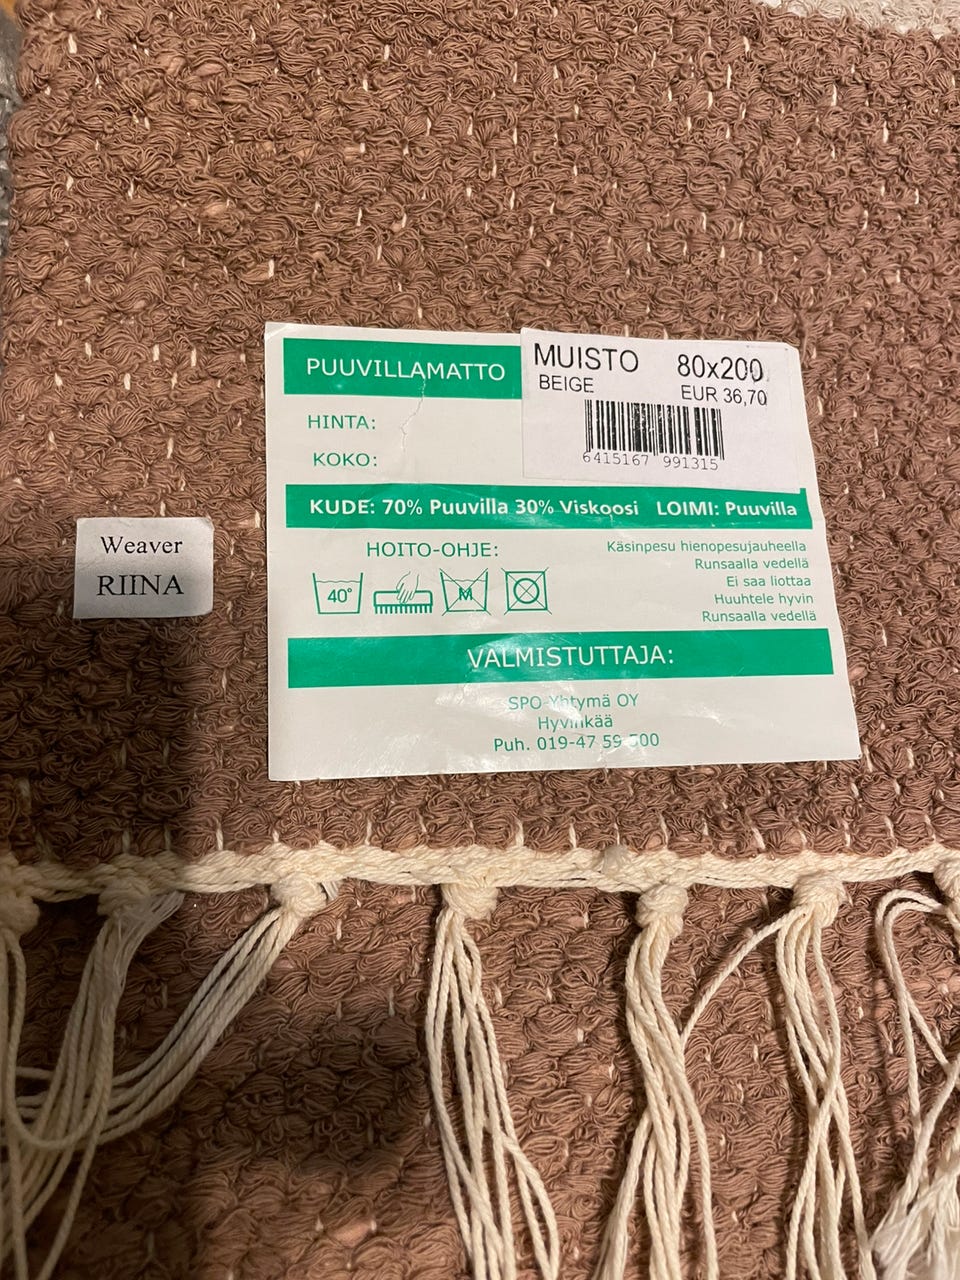 PUUVILLAMATTO
MUISTO 80x200
BEIGE EUR 36,70
6415167 991315
HINTA:
KOKO:
KUDE: 70% Puuvilla 30% Viskoosi LOIMI: Puuvilla
HOITO-OHJE:
40°
M
Käsinpesu hienopesujauheella
Runsaalla vedellä
Ei saa liottaa
Huuhtele hyvin
Runsaalla vedellä
VALMISTUTTAJA:
SPO-Yhtymä OY
Hyvinkää
Puh. 019-47 59 500
Weaver
RIINA